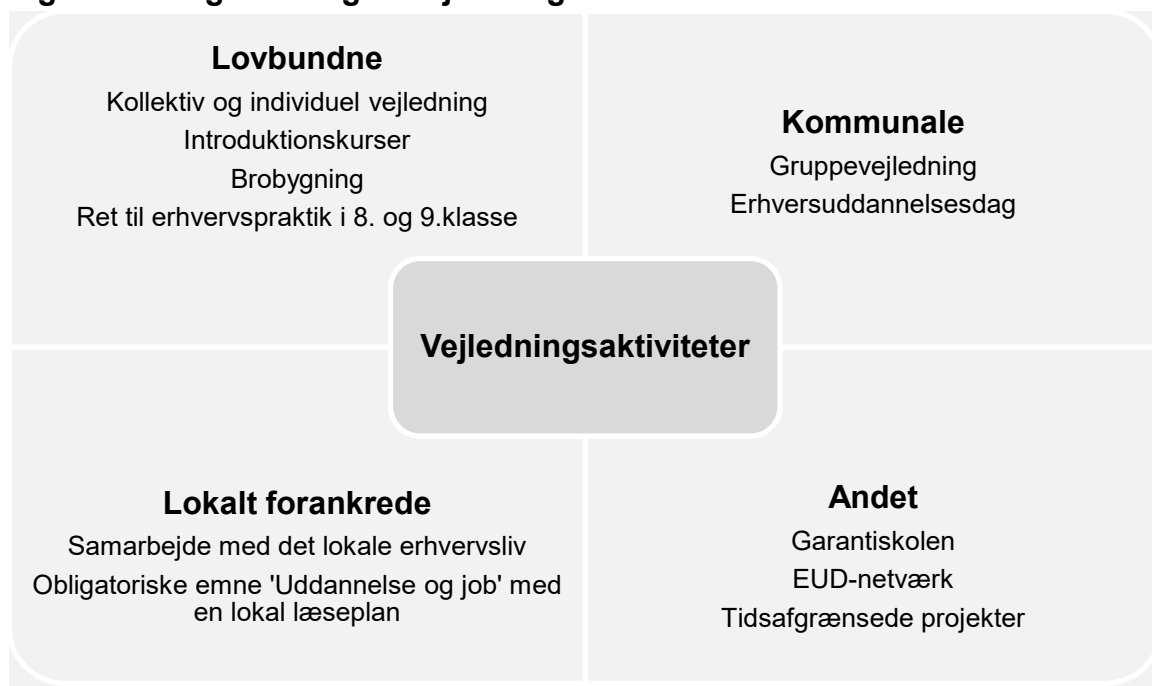 Lovbundne
Kollektiv og individuel vejledning
Introduktionskurser
Brobygning
Ret til erhvervspraktik i 8. og 9.klasse
Kommunale
Gruppevejledning
Erhversuddannelsesdag
Vejledningsaktiviteter
Lokalt forankrede
Samarbejde med det lokale erhvervsliv
Obligatoriske emne 'Uddannelse og job' med
en lokal læseplan
Andet
Garantiskolen
EUD-netværk
Tidsafgrænsede projekter